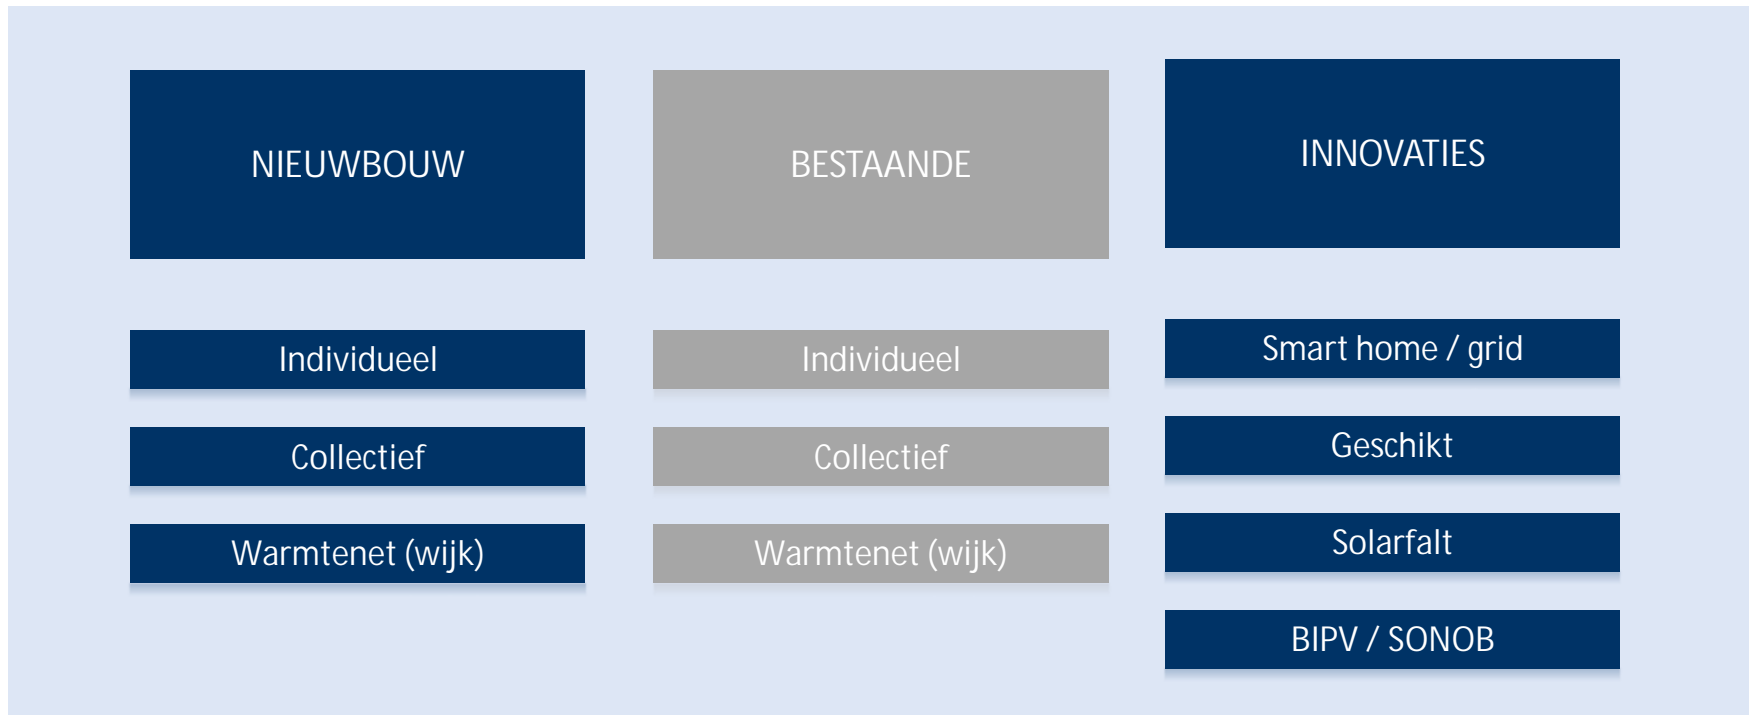 NIEUWBOUW
Individueel
Collectief
Warmtenet (wijk)
BESTAANDE
Individueel
Collectief
Warmtenet (wijk)
INNOVATIES
Smart home / grid
Geschikt
Solarfalt
BIPV / SONOB